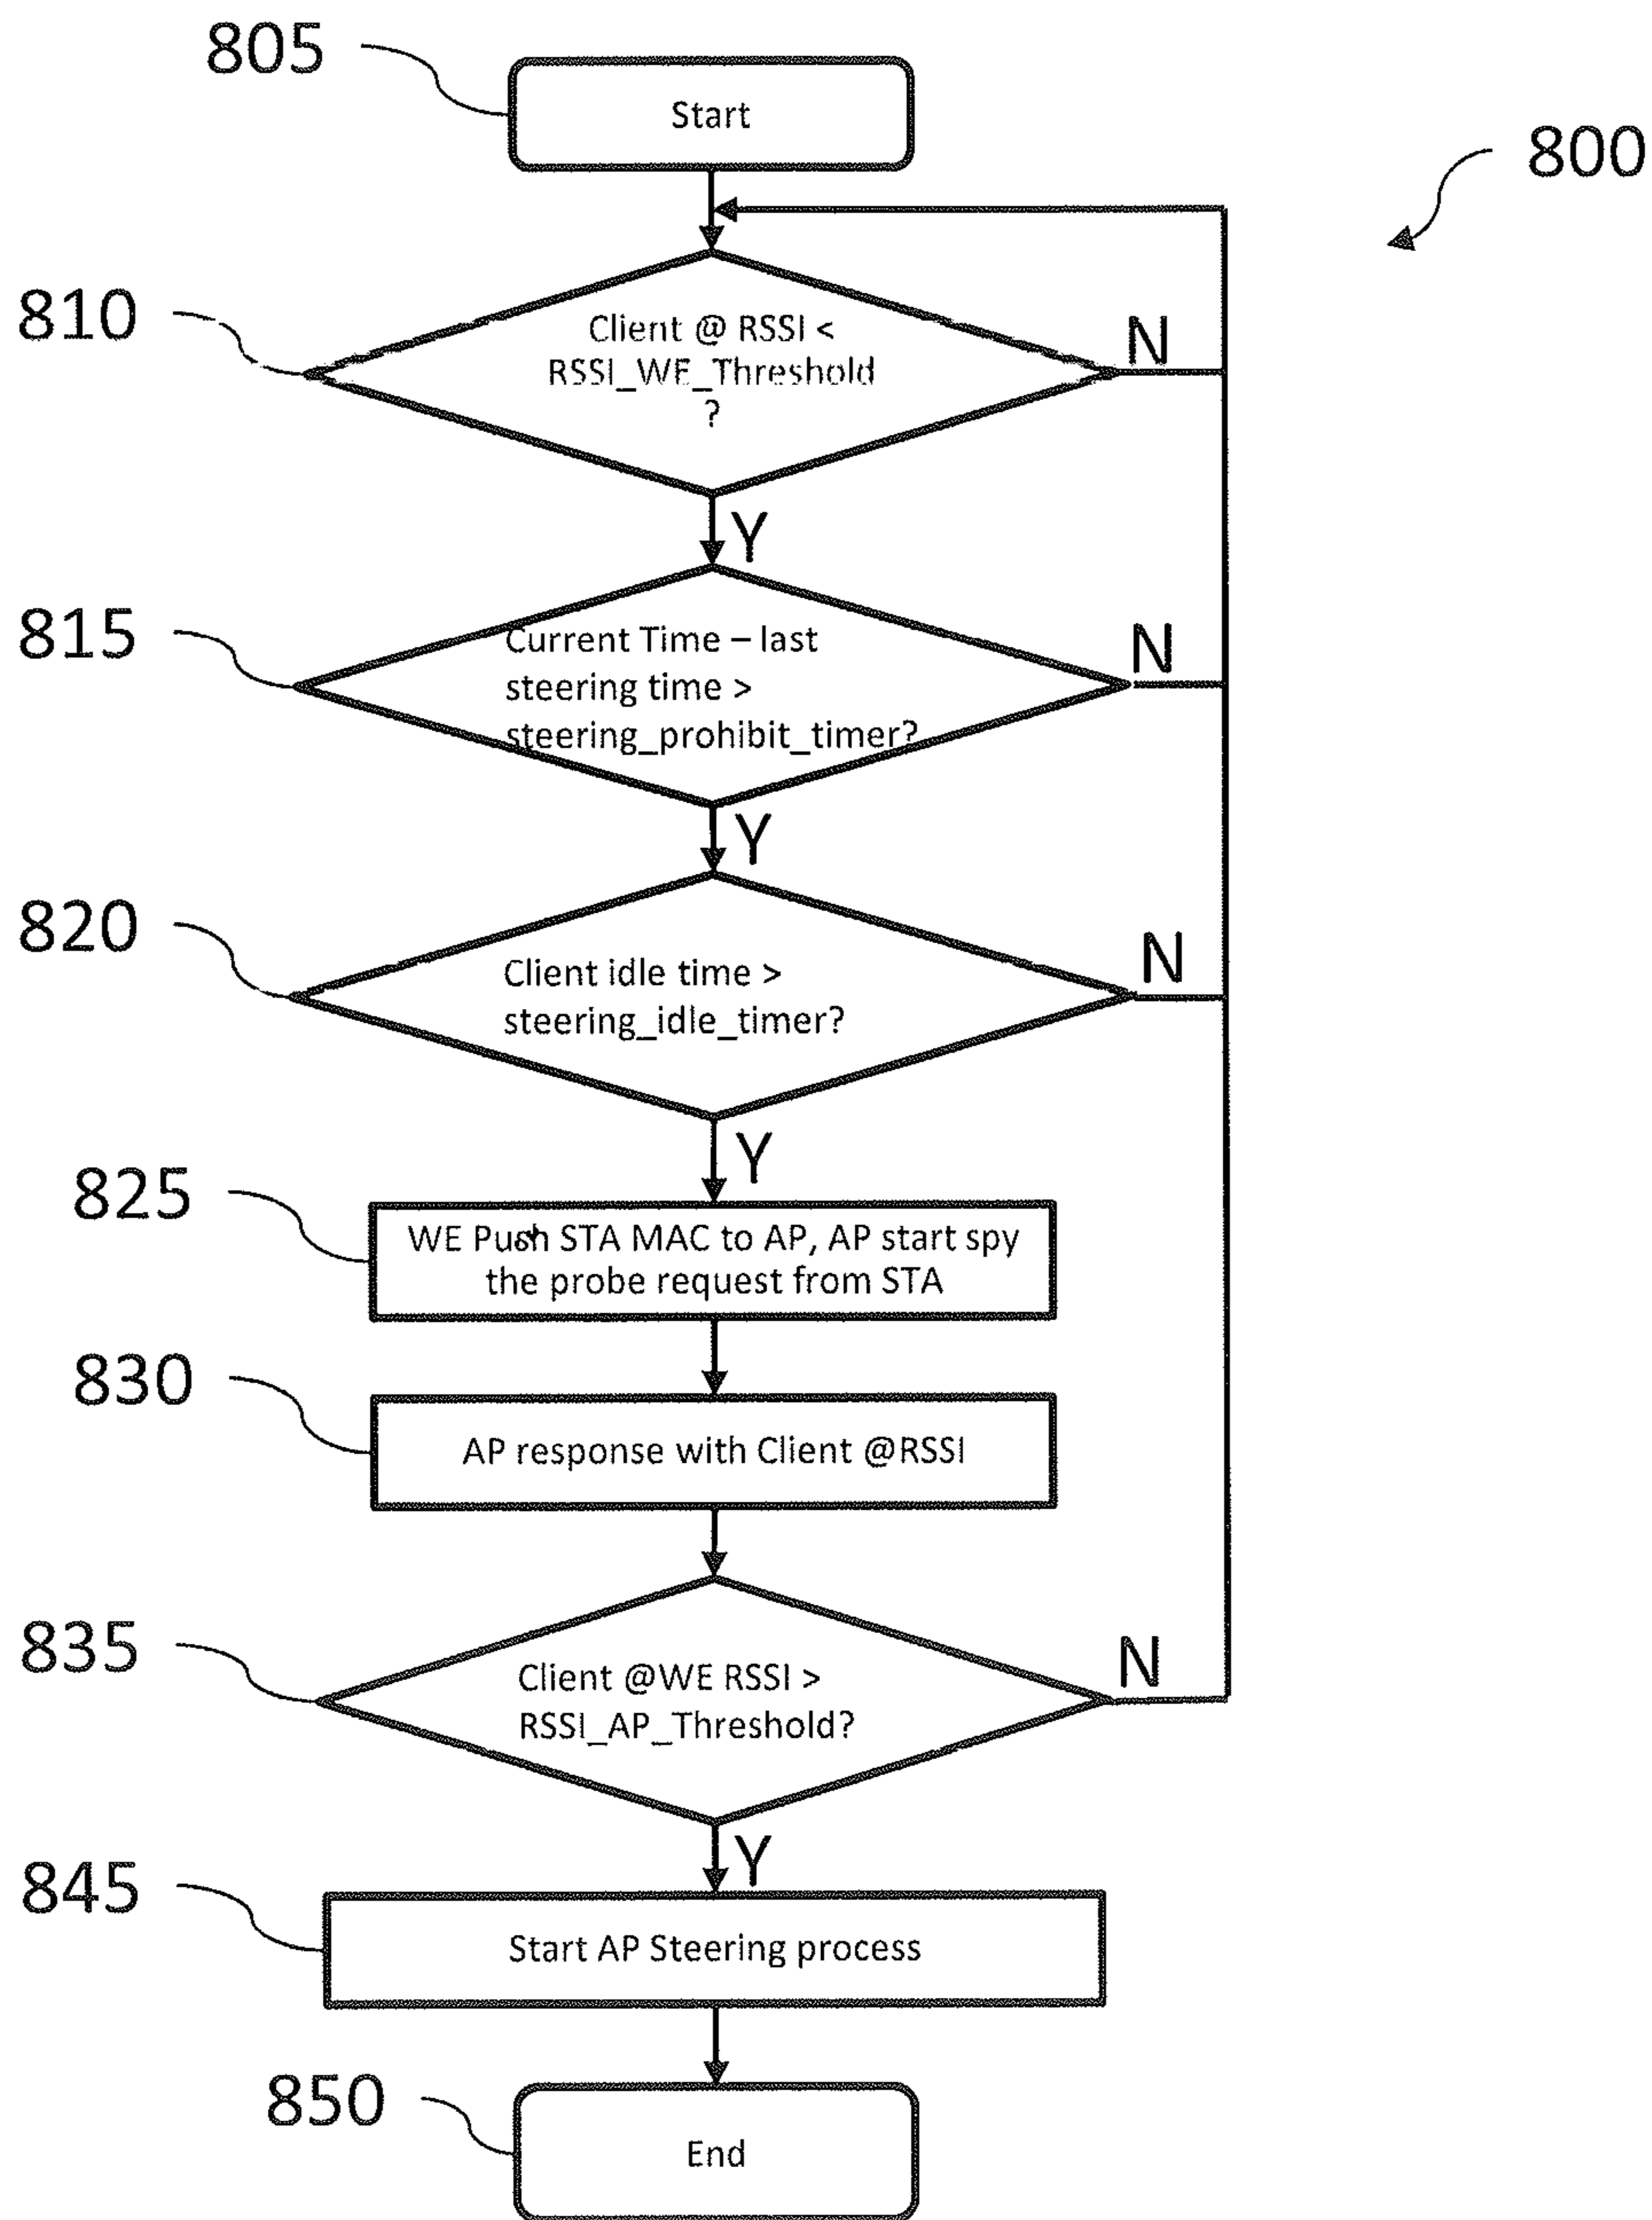 805
Start
800
810
Client @ RSSI <
RSSI_WE_Threshold
?
N
Y
815
Current Time – last
steering time >
steering_prohibit_timer?
N
Y
820
Client idle time >
steering_idle_timer?
N
Y
825
WE Push STA MAC to AP, AP start spy
the probe request from STA
830
AP response with Client @RSSI
835
Client @WE RSSI >
RSSI_AP_Threshold?
N
Y
845
Start AP Steering process
850
End